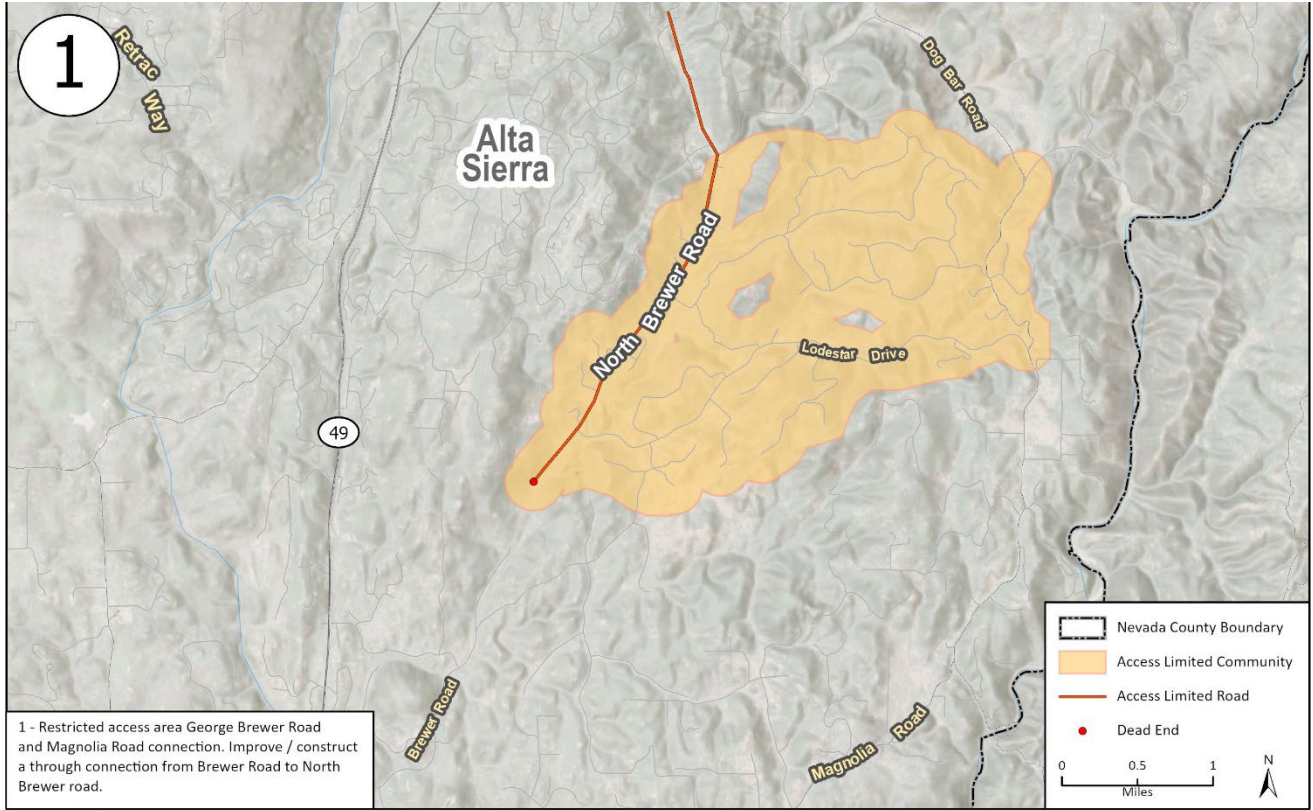 1
Retrac Way
Dog Bar Road
Alta
Sierra
North Brewer Road
Lodestar Drive
49
Brewer Road
Magnolia Road
1 - Restricted access area George Brewer Road
and Magnolia Road connection. Improve / construct
a through connection from Brewer Road to North
Brewer road.
Nevada County Boundary
Access Limited Community
Access Limited Road
Dead End
0 0.5 1
Miles
N